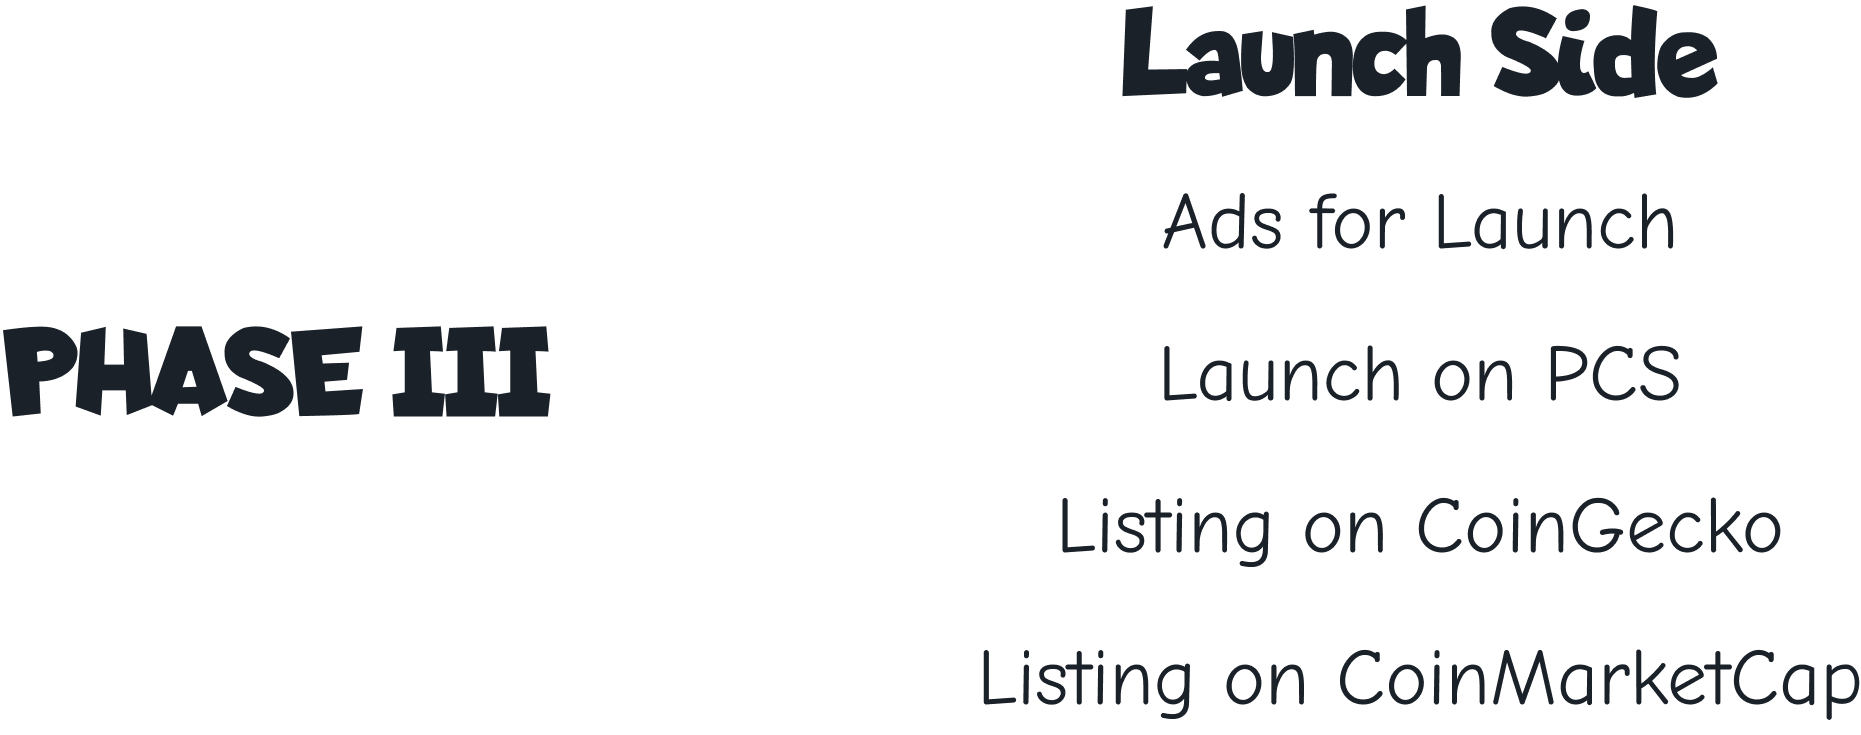 PHASE III
Launch Side
Ads for Launch
Launch on PCS
Listing on CoinGecko
Listing on CoinMarketCap